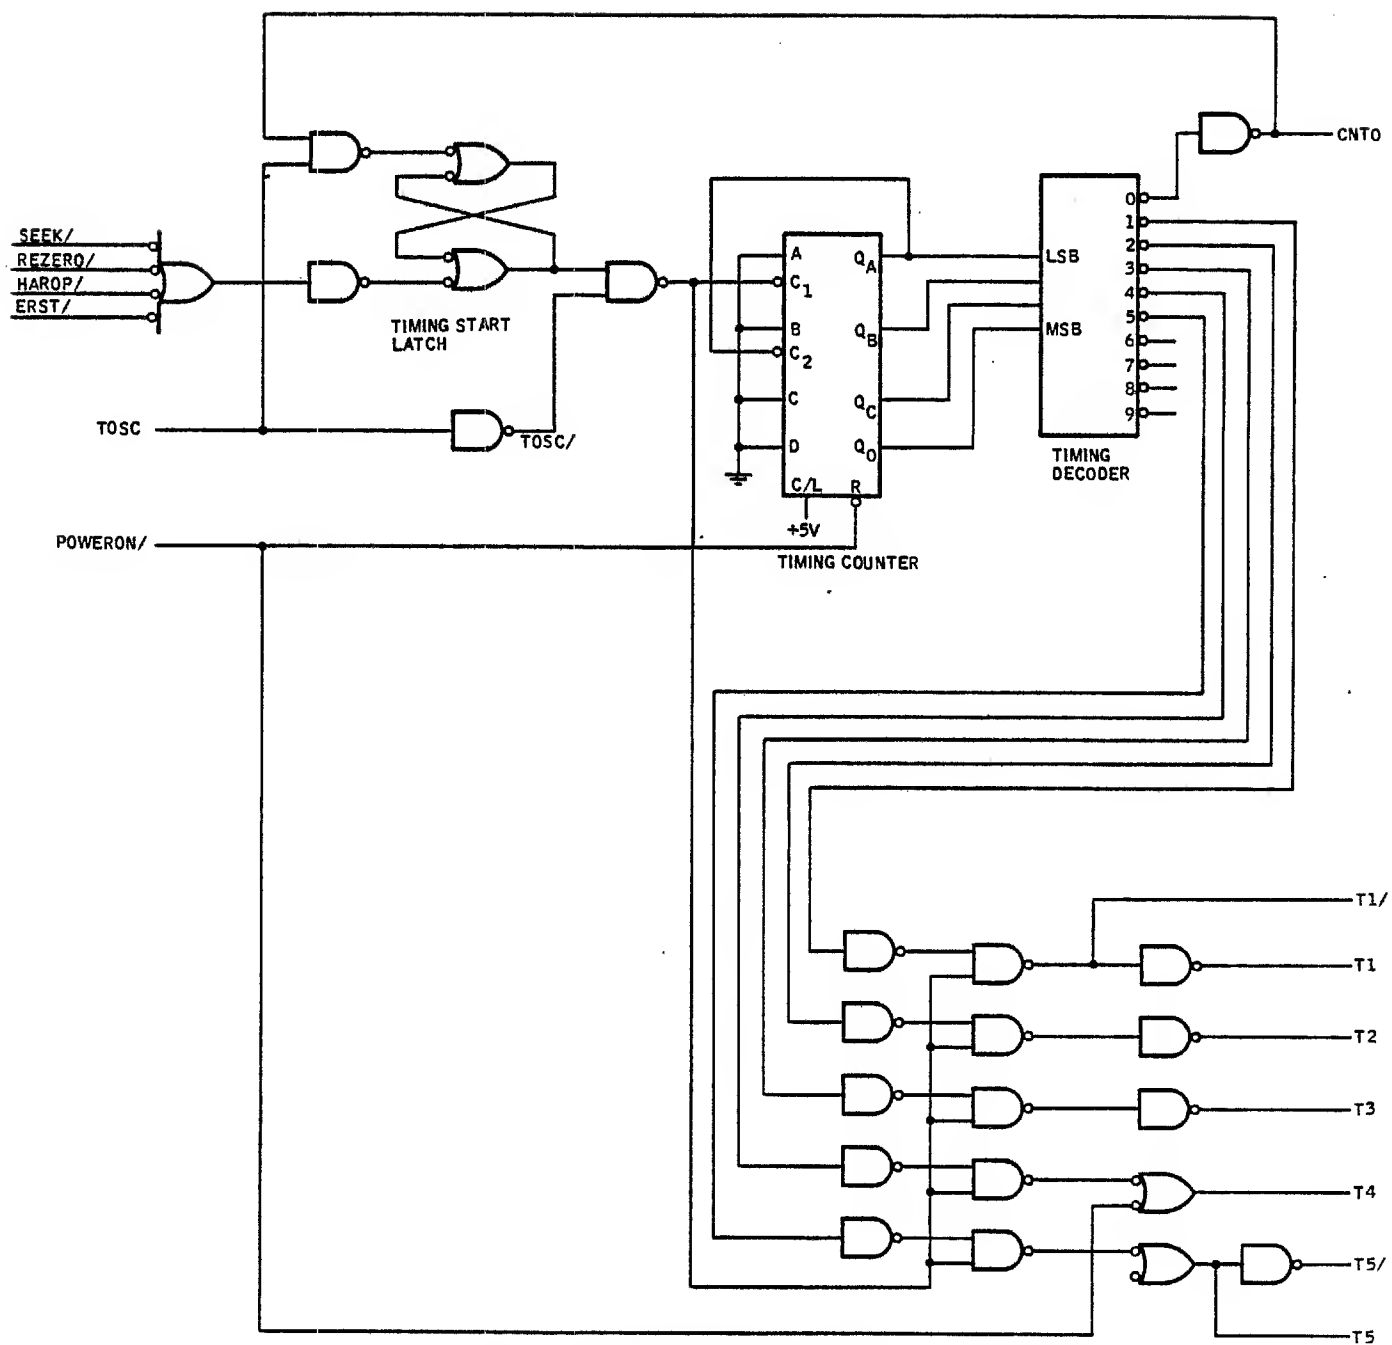 CNTO
SEEK/
REZERO/
HAROP/
ERST/
TIMING START
LATCH
TOSC
TOSC/
POWERON/
A
C1
B
C2
C
D
C/L
R
QA
QB
QC
QO
+5V
TIMING COUNTER
LSB
MSB
0
1
2
3
4
5
6
7
8
9
TIMING
DECODER
T1/
T1
T2
T3
T4
T5/
T5